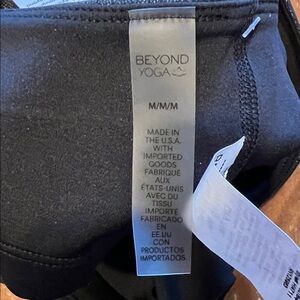 BEYOND
YOGA
M/M/M
MADE IN
THE U.S.A.
WITH
IMPORTED
GOODS
FABRIQUÉ
AUX
ÉTATS-UNIS
AVEC DU
TISSU
IMPORTE
FABRICADO
EN
EE.UU
CON
PRODUCTOS
IMPORTADOS.